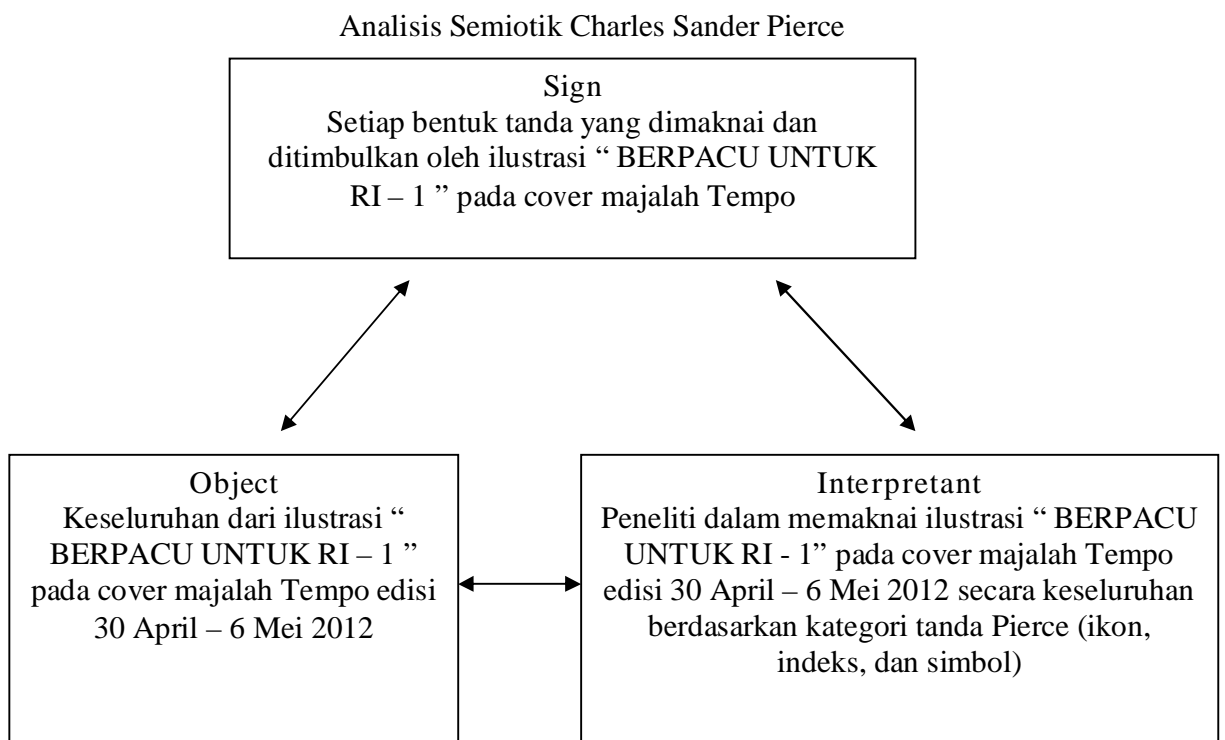 Analisis Semiotik Charles Sander Pierce
Sign
Setiap bentuk tanda yang dimaknai dan
ditimbulkan oleh ilustrasi “ BERPACU UNTUK
RI – 1 ” pada cover majalah Tempo
Object
Keseluruhan dari ilustrasi “
BERPACU UNTUK RI – 1 ”
pada cover majalah Tempo edisi
30 April – 6 Mei 2012
Interpretant
Peneliti dalam memaknai ilustrasi “ BERPACU
UNTUK RI - 1” pada cover majalah Tempo
edisi 30 April – 6 Mei 2012 secara keseluruhan
berdasarkan kategori tanda Pierce (ikon,
indeks, dan simbol)